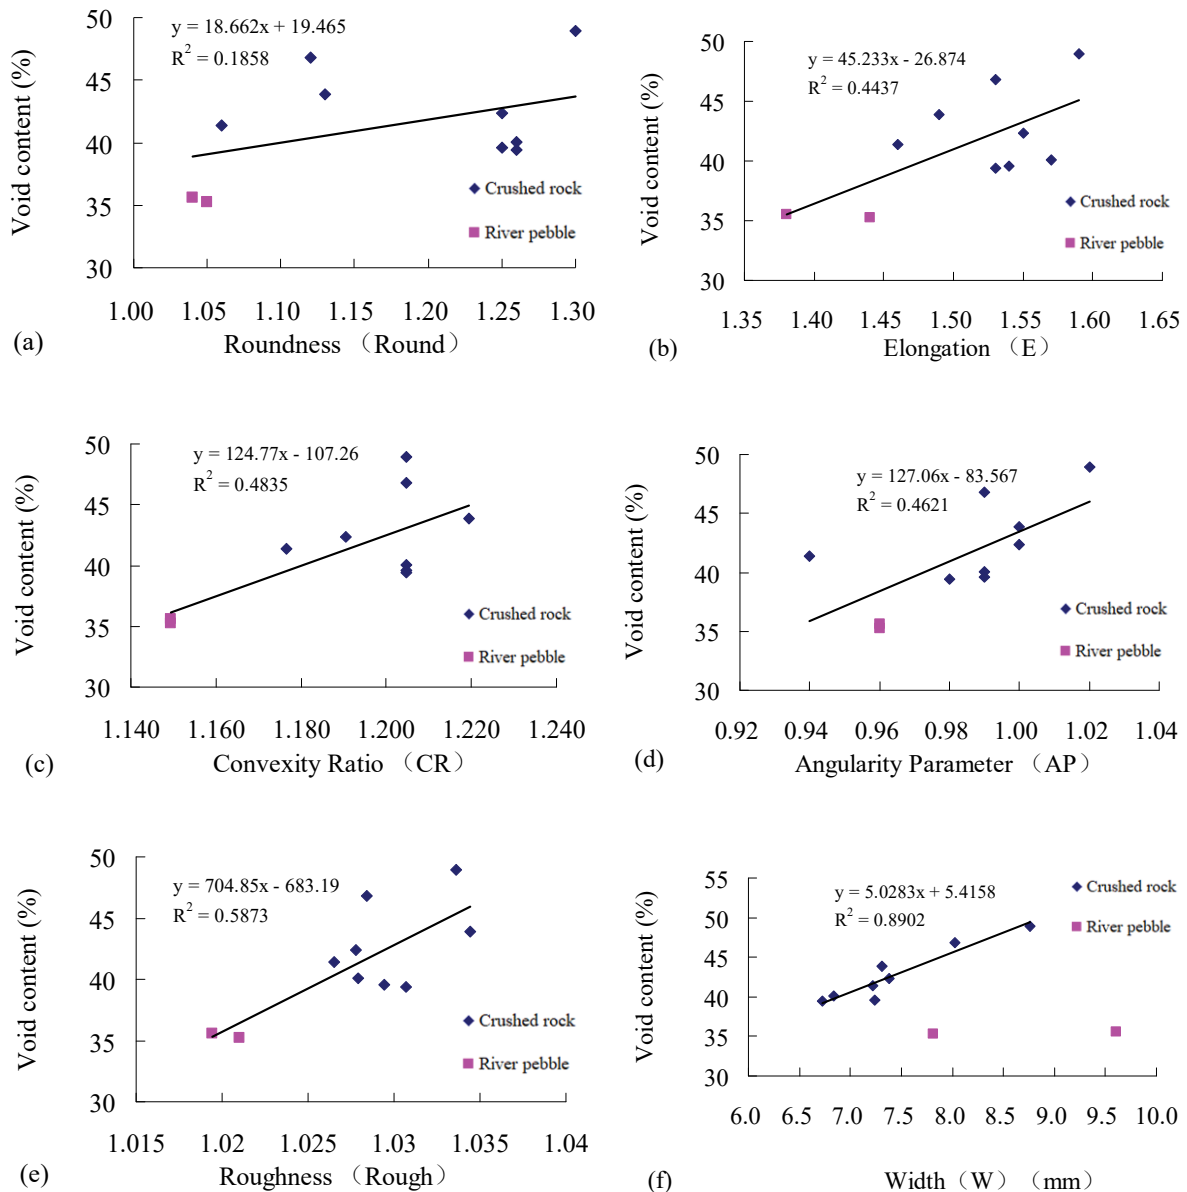 y = 18.662x + 19.465
R² = 0.1858
Void content (%)
50
45
40
35
30
Crushed rock
River pebble
1.00 1.05 1.10 1.15 1.20 1.25 1.30
(a)
Roundness （Round）
y = 45.233x - 26.874
R² = 0.4437
Void content (%)
50
45
40
35
30
Crushed rock
River pebble
1.35 1.40 1.45 1.50 1.55 1.60 1.65
(b)
Elongation （E）
y = 124.77x - 107.26
R² = 0.4835
Void content (%)
50
45
40
35
30
Crushed rock
River pebble
1.140 1.160 1.180 1.200 1.220 1.240
(c)
Convexity Ratio （CR）
y = 127.06x - 83.567
R² = 0.4621
Void content (%)
50
45
40
35
30
Crushed rock
River pebble
0.92 0.94 0.96 0.98 1.00 1.02 1.04
(d)
Angularity Parameter （AP）
y = 704.85x - 683.19
R² = 0.5873
Void content (%)
50
45
40
35
30
Crushed rock
River pebble
1.015 1.02 1.025 1.03 1.035 1.04
(e)
Roughness （Rough）
y = 5.0283x + 5.4158
R² = 0.8902
Void content (%)
55
50
45
40
35
30
Crushed rock
River pebble
6.0 6.5 7.0 7.5 8.0 8.5 9.0 9.5 10.0
(f)
Width （W） （mm）